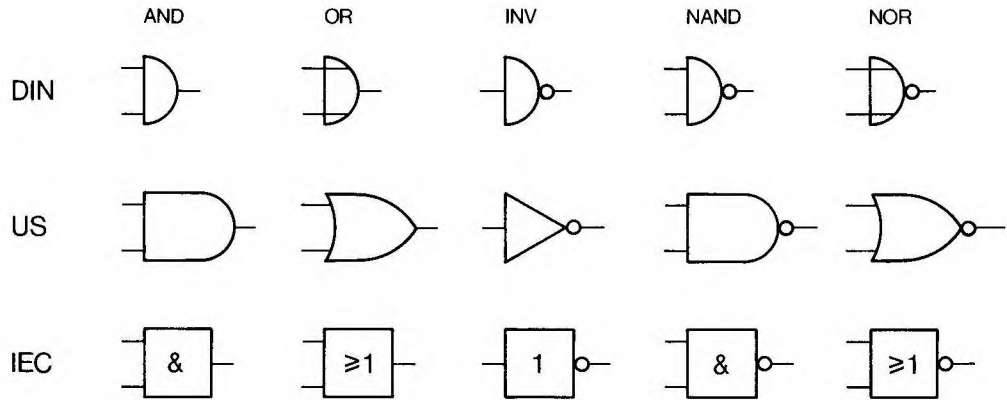 AND OR INV NAND NOR
DIN
US
IEC & ≥1 1 & ≥1